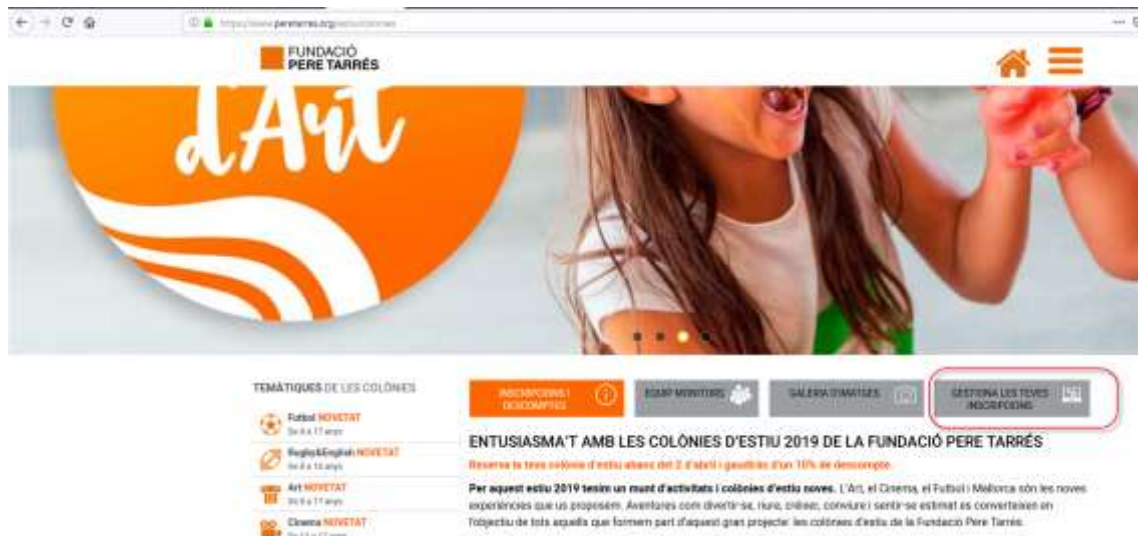 FUNDACIÓ
PERE TARRÉS
d'Art
TEMÀTIQUES DE LES COLÒNIES
Futbol NOVETAT
Rugby&English NOVETAT
Art NOVETAT
Cinema NOVETAT
INSCRIPCIONS I
DESCOMPTES
EQUIP MONITORS
GALERIA D'IMATGES
GESTIONA LES TEVES
INSCRIPCIONS
ENTUSIASMA'T AMB LES COLÒNIES D'ESTIU 2019 DE LA FUNDACIÓ PERE TARRÉS
Reserva la teva colònia d'estiu abans del 2 d'abril i gaudiràs d'un 10% de descompte.
Per aquest estiu 2019 tenim un munt d'activitats i colònies d'estiu noves. L'Art, el Cinema, el Futbol i Mallorca són les noves
experiències que us proposem. Aventures com divertir-se, riure, créixer, conviure i sentir-se estimat es converteixen en
l'objectiu de tots aquells que formem part d'aquest gran projecte: les colònies d'estiu de la Fundació Pere Tarrés.